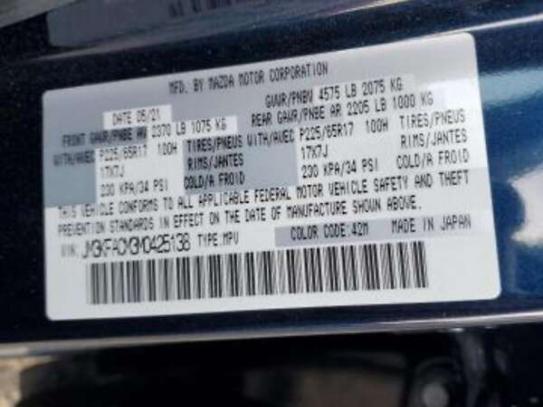 MFD. BY MAZDA MOTOR CORPORATION
DATE 05/21
GVWR/PNBV 4575 LB 2075 KG
FRONT GAWR/PNBE AV 2370 LB 1075 KG
REAR GAWR/PNBE AR 2205 LB 1000 KG
WITH/AVEC P225/65R17 100H TIRES/PNEUS
WITH/AVEC P225/65R17 100H TIRES/PNEUS
17X7J RIMS/JANTES
17X7J RIMS/JANTES
230 KPA/34 PSI COLD/A FROID
230 KPA/34 PSI COLD/A FROID
THIS VEHICLE CONFORMS TO ALL APPLICABLE FEDERAL MOTOR VEHICLE SAFETY AND THEFT
PREVENTION STANDARDS IN EFFECT ON THE DATE OF MANUFACTURE SHOWN ABOVE.
VIN: TYPE:MPV
COLOR CODE:42M
MADE IN JAPAN